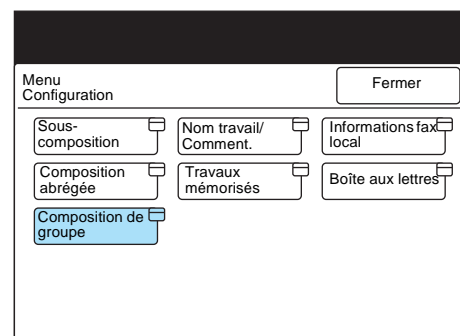 Menu
Configuration
Fermer
Sous-
composition
Nom travail/
Comment.
Informations fax
local
Composition
abrégée
Travaux
mémorisés
Boîte aux lettres
Composition de
groupe